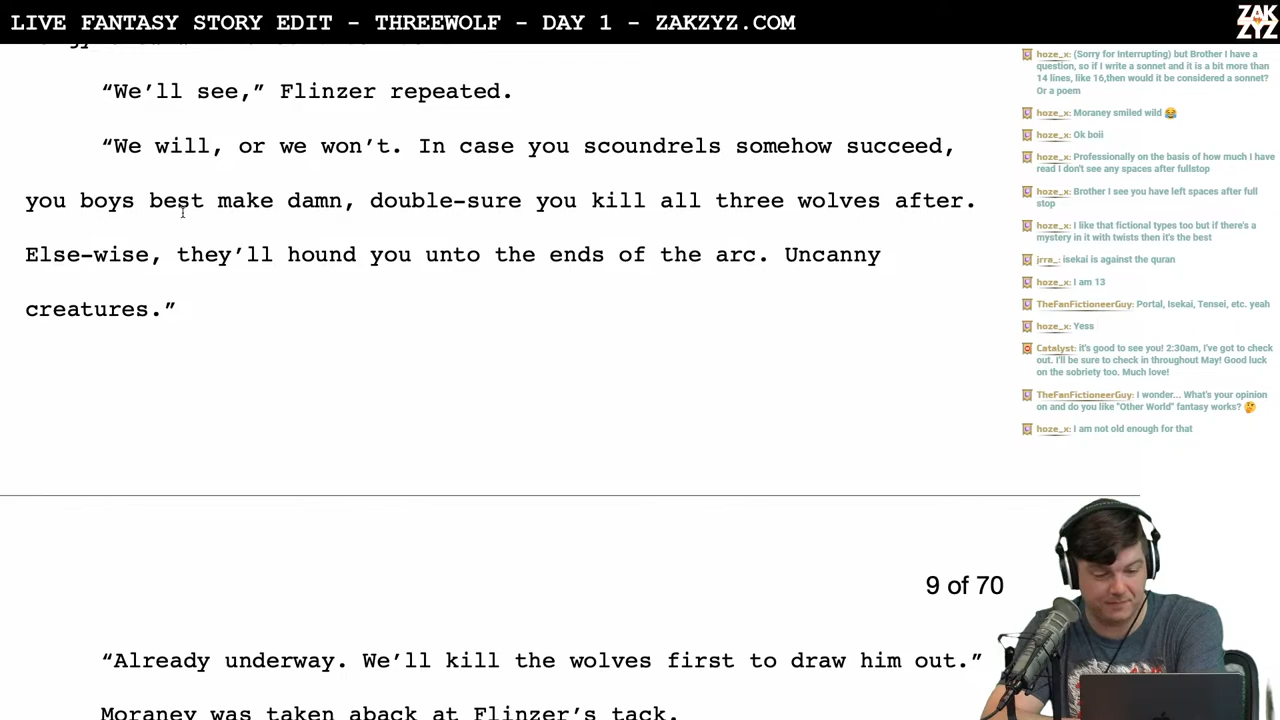 LIVE FANTASY STORY EDIT - THREEWOLF - DAY 1 - ZAKZYZ.COM
ZAK
ZYZ
“We’ll see,” Flinzer repeated.
“We will, or we won’t. In case you scoundrels somehow succeed,
you boys best make damn, double-sure you kill all three wolves after.
Else-wise, they’ll hound you unto the ends of the arc. Uncanny
creatures.”
9 of 70
“Already underway. We’ll kill the wolves first to draw him out.”
Moraney was taken aback at Flinzer’s tack.
hoze_x: (Sorry for Interrupting) but Brother I have a
question, so if I write a sonnet and it is a bit more than
14 lines, like 16,then would it be considered a sonnet?
Or a poem
hoze_x: Moraney smiled wild 😂
hoze_x: Ok boii
hoze_x: Professionally on the basis of how much I have
read I don't see any spaces after fullstop
hoze_x: Brother I see you have left spaces after full
stop
hoze_x: I like that fictional types too but if there's a
mystery in it with twists then it's the best
jrra_: isekai is against the quran
hoze_x: I am 13
TheFanFictioneerGuy: Portal, Isekai, Tensei, etc. yeah
hoze_x: Yess
Catalyst: it's good to see you! 2:30am, I've got to check
out. I'll be sure to check in throughout May! Good luck
on the sobriety too. Much love!
TheFanFictioneerGuy: I wonder... What's your opinion
on and do you like "Other World" fantasy works? 🤔
hoze_x: I am not old enough for that